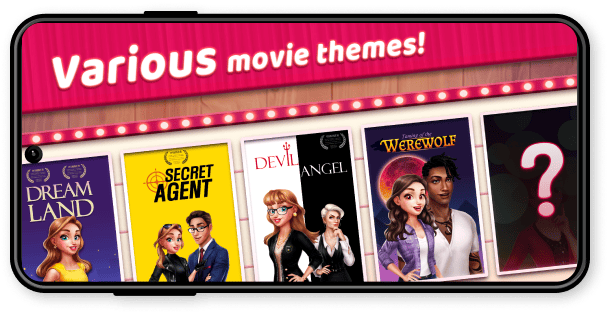 Various movie themes!
DREAM
LAND
SECRET
AGENT
DEVIL
ANGEL
Taming of the
WEREWOLF
?